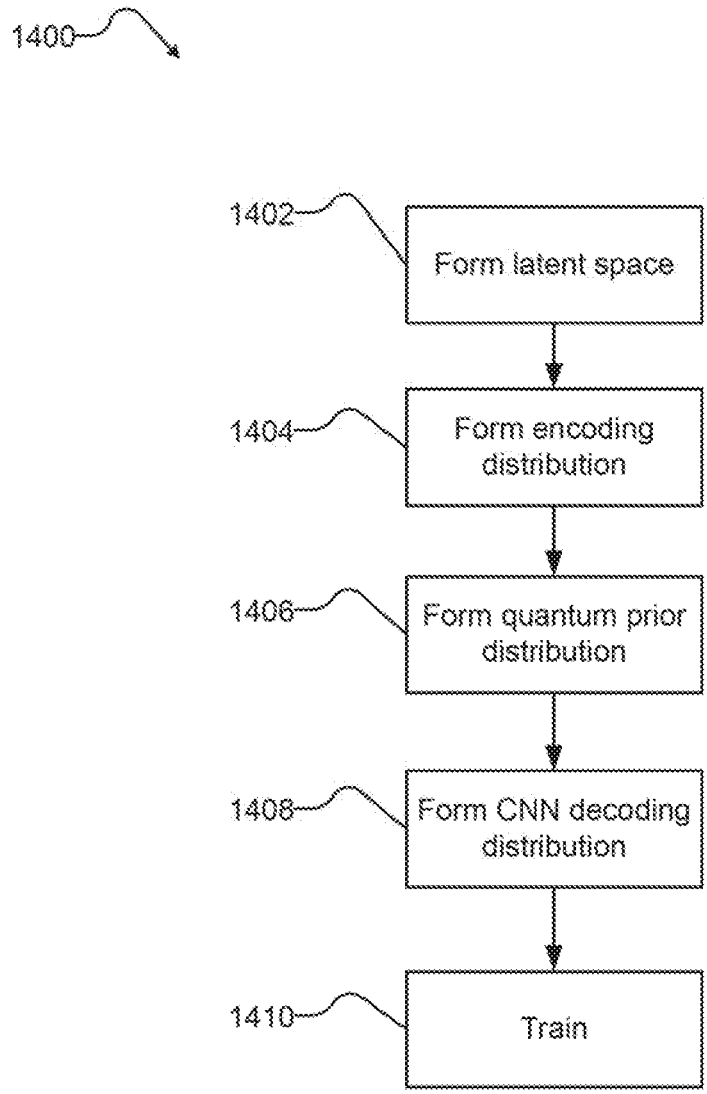 1400
1402
Form latent space
1404
Form encoding
distribution
1406
Form quantum prior
distribution
1408
Form CNN decoding
distribution
1410
Train